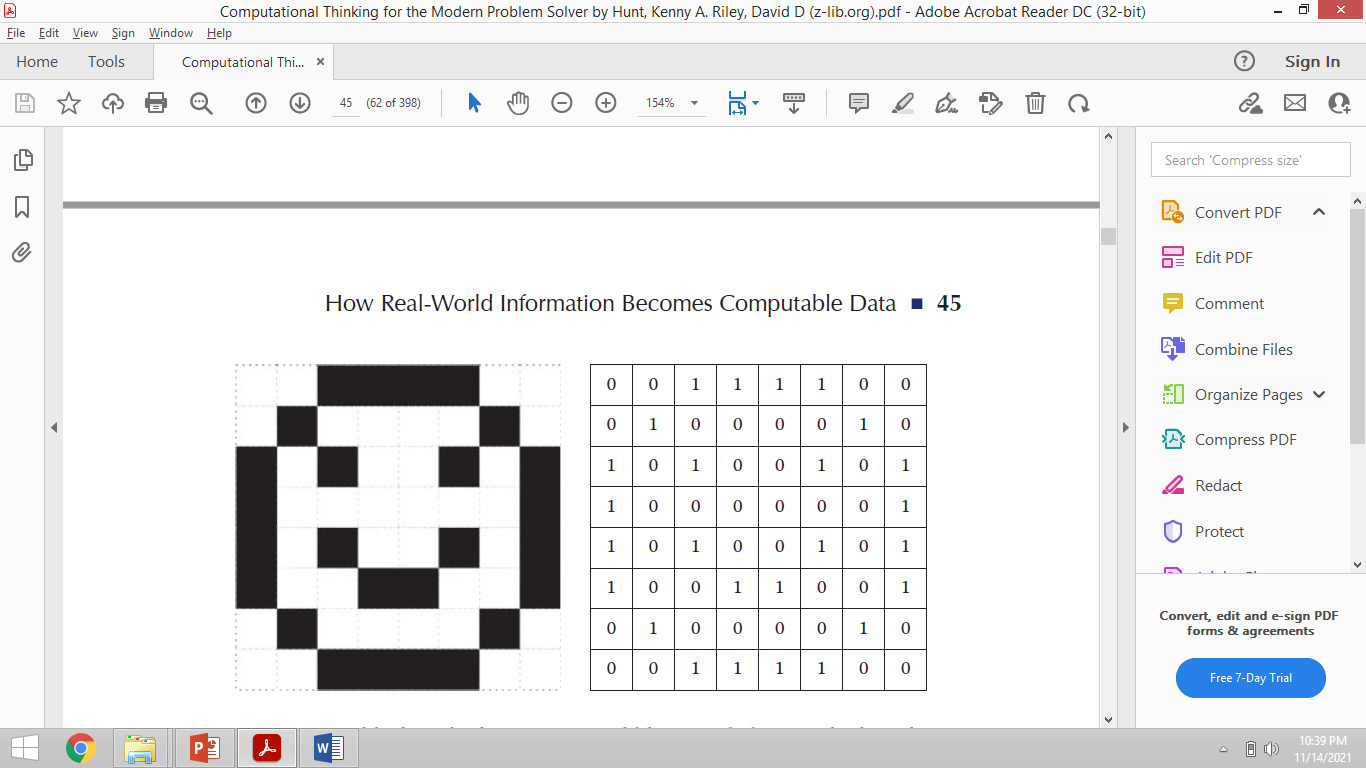 Computational Thinking for the Modern Problem Solver by Hunt, Kenny A. Riley, David D (z-lib.org).pdf - Adobe Acrobat Reader DC (32-bit)
File Edit View Sign Window Help
Home Tools Computational Thi... × Sign In
45 (62 of 398) 154%
Search 'Compress size'
Convert PDF
Edit PDF
Comment
Combine Files
Organize Pages
Compress PDF
Redact
Protect
Convert, edit and e-sign PDF
forms & agreements
Free 7-Day Trial
How Real-World Information Becomes Computable Data ■ 45
0 0 1 1 1 1 0 0
0 1 0 0 0 0 1 0
1 0 1 0 0 1 0 1
1 0 0 0 0 0 0 1
1 0 1 0 0 1 0 1
1 0 0 1 1 0 0 1
0 1 0 0 0 0 1 0
0 0 1 1 1 1 0 0
10:39 PM
11/14/2021